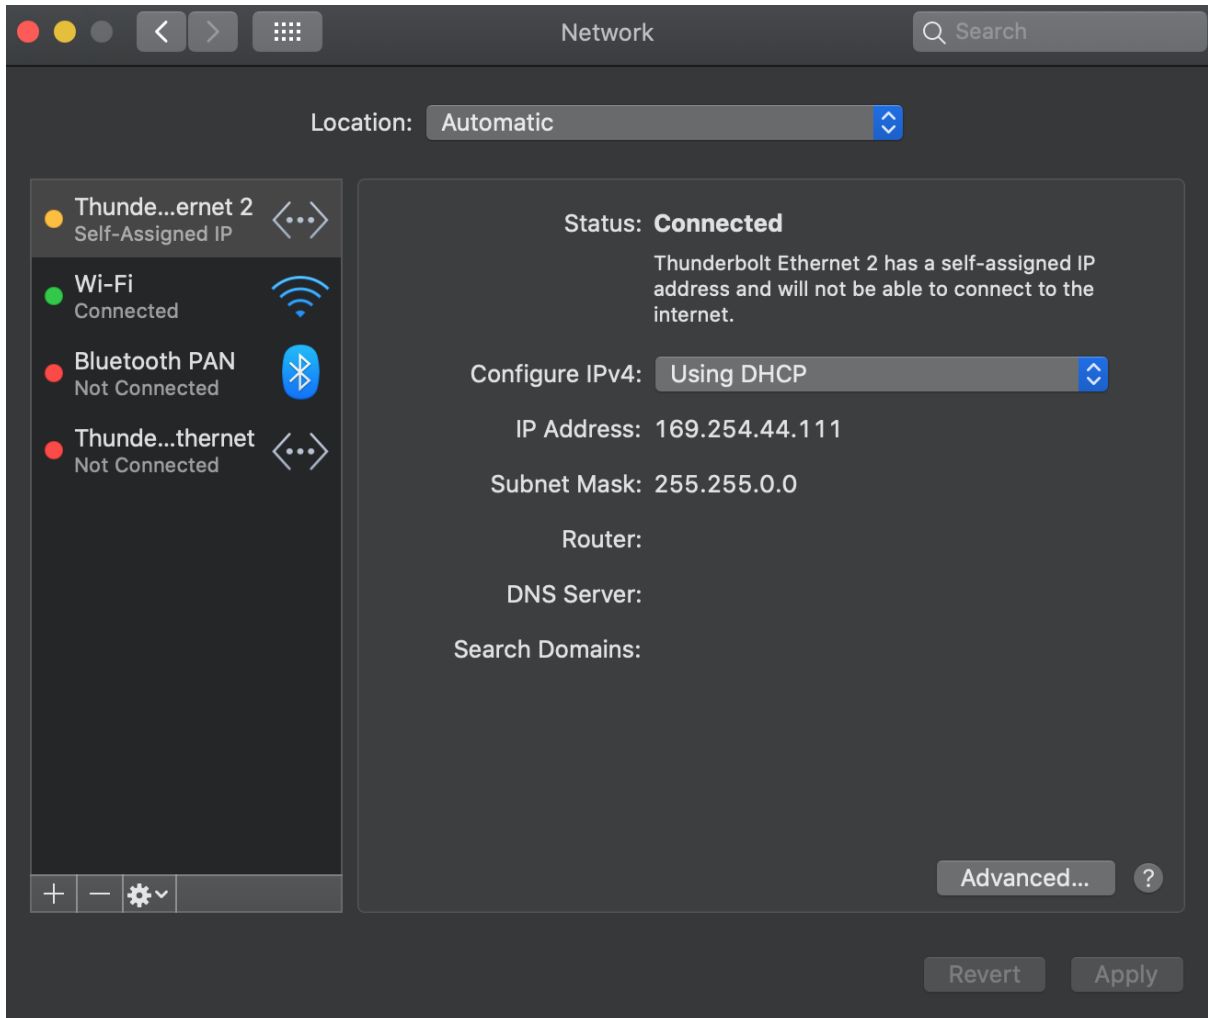 Network
Search
Location: Automatic
Thunde...ernet 2
Self-Assigned IP
Wi-Fi
Connected
Bluetooth PAN
Not Connected
Thunde...thernet
Not Connected
Status: Connected
Thunderbolt Ethernet 2 has a self-assigned IP
address and will not be able to connect to the
internet.
Configure IPv4: Using DHCP
IP Address: 169.254.44.111
Subnet Mask: 255.255.0.0
Router:
DNS Server:
Search Domains:
Advanced... ?
Revert Apply